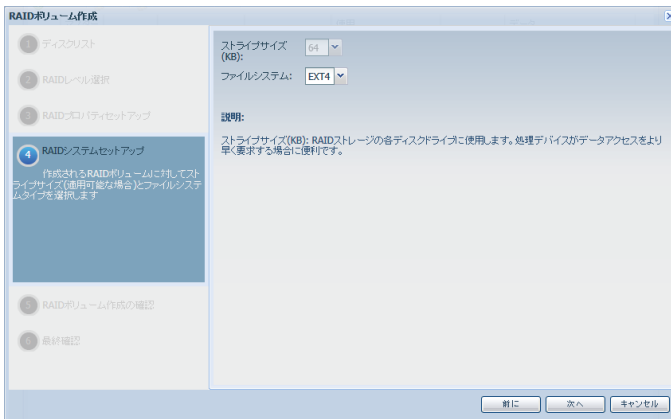 RAIDボリューム作成
1 ディスクリスト
2 RAIDレベル選択
3 RAIDプロパティセットアップ
4 RAIDシステムセットアップ
作成されるRAIDボリュームに対してスト
ライプサイズ(適用可能な場合)とファイルシステ
ムタイプを選択します
5 RAIDボリューム作成の確認
6 最終確認
ストライプサイズ
(KB):
64
ファイルシステム: EXT4
説明:
ストライプサイズ(KB): RAIDストレージの各ディスクドライブに使用します。処理デバイスがデータアクセスをより
早く要求する場合に便利です。
前に 次へ キャンセル